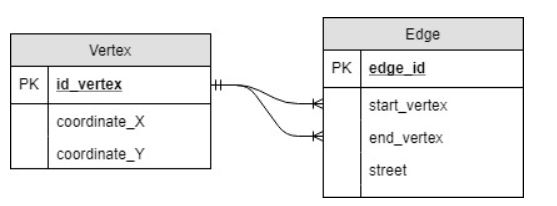 Vertex
PK id_vertex
coordinate_X
coordinate_Y
Edge
PK edge_id
start_vertex
end_vertex
street